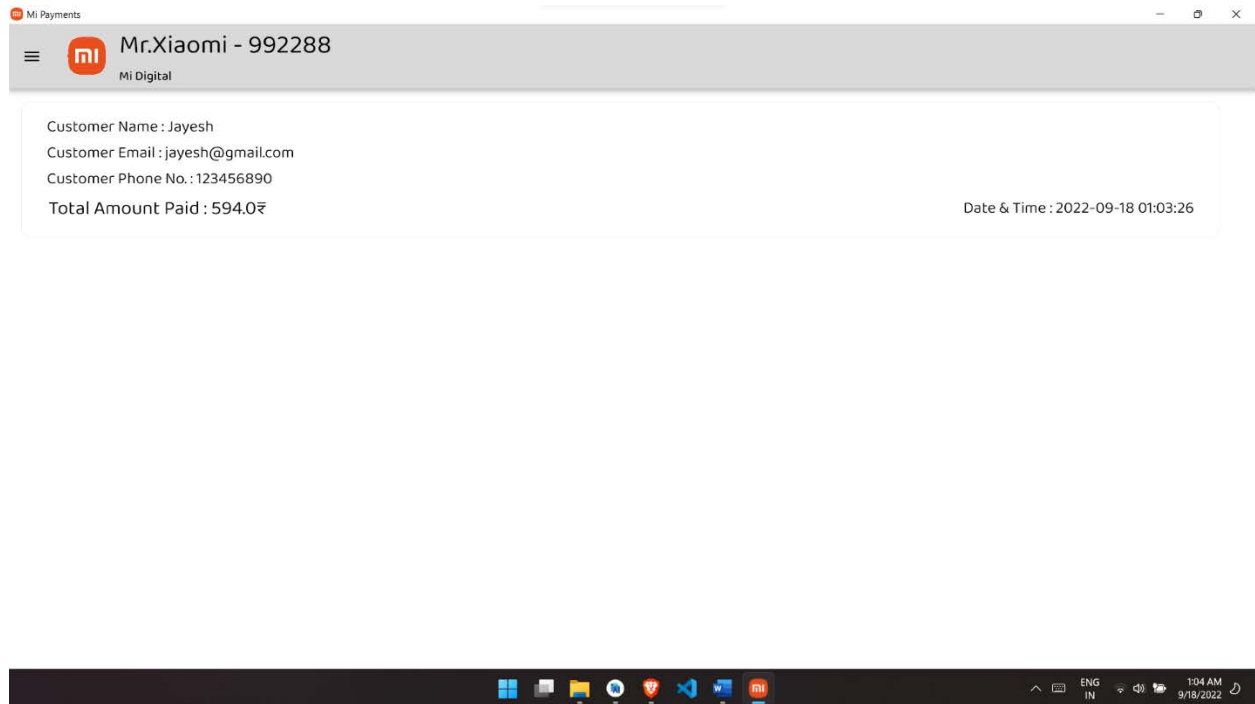 Mi Payments
Mr.Xiaomi - 992288
Mi Digital
Customer Name : Jayesh
Customer Email : jayesh@gmail.com
Customer Phone No. : 123456890
Total Amount Paid : 594.0₹
Date & Time : 2022-09-18 01:03:26
ENG
IN
1:04 AM
9/18/2022